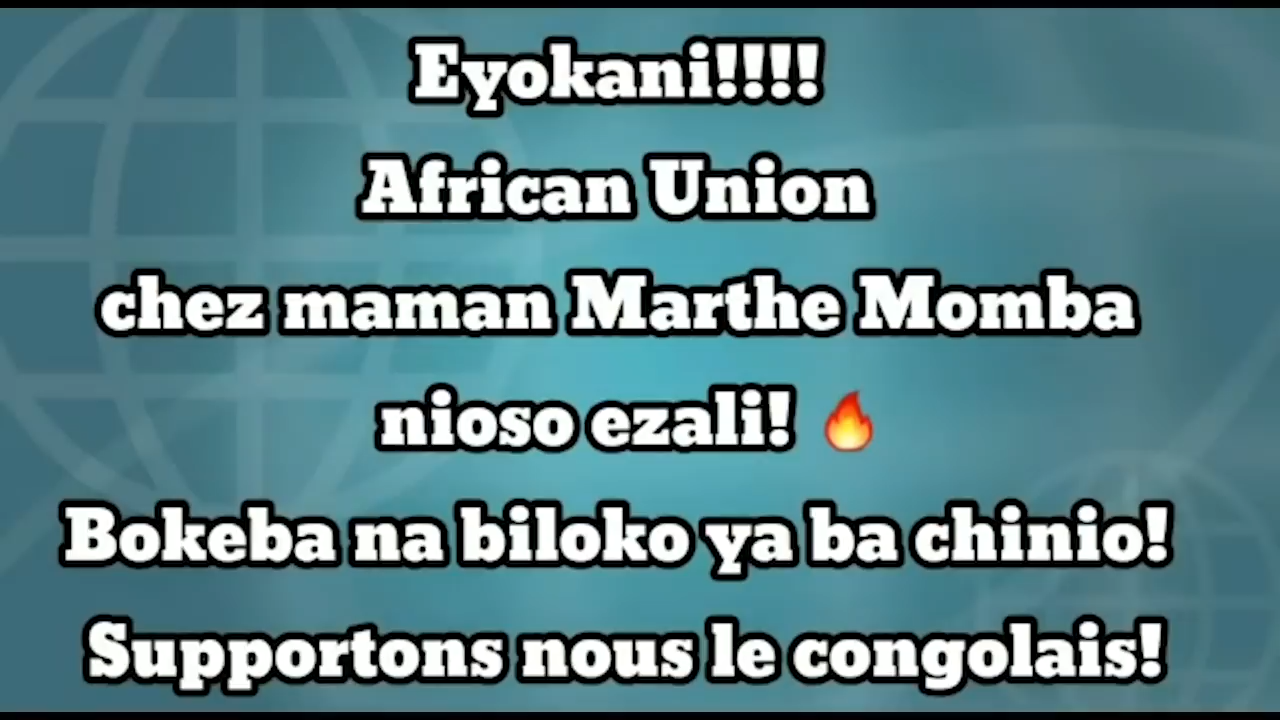 Eyokani!!!!
African Union
chez maman Marthe Momba
nioso ezali! 🔥
Bokeba na biloko ya ba chinio!
Supportons nous le congolais!